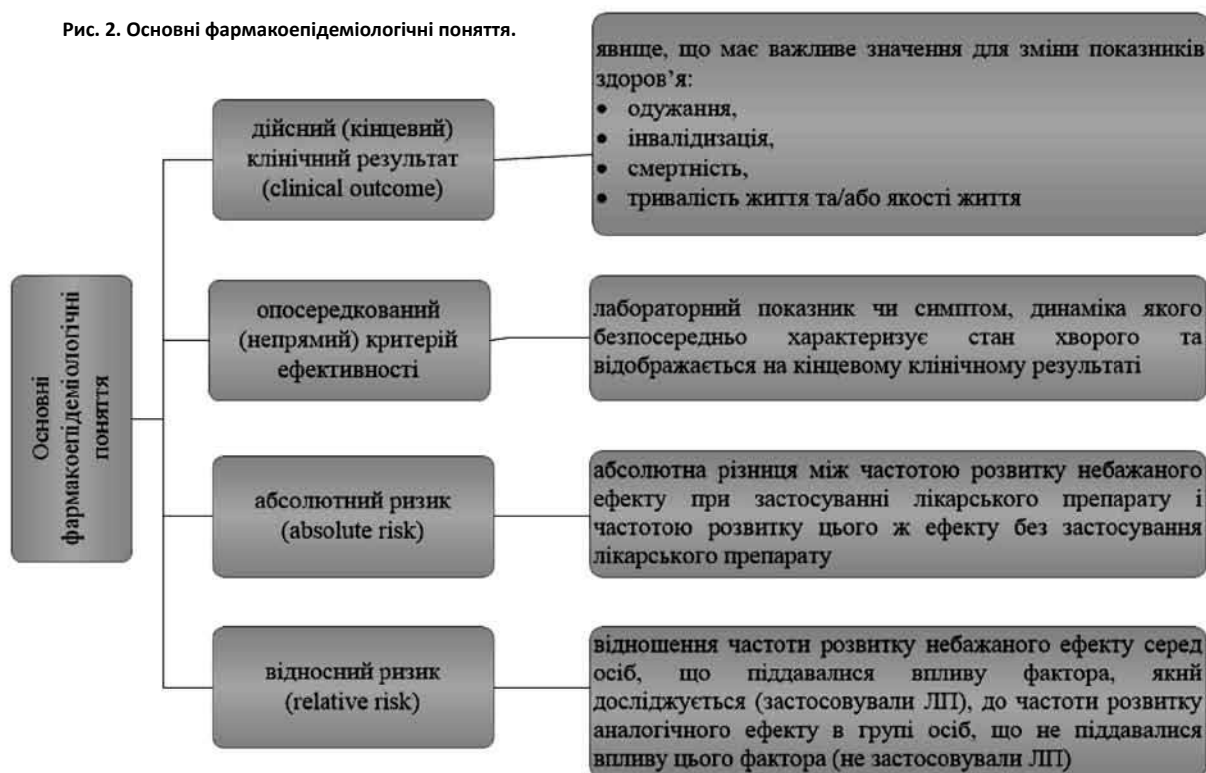 Рис. 2. Основні фармакоепідеміологічні поняття.
Основні
фармакоепідеміологічні
поняття
дійсний (кінцевий)
клінічний результат
(clinical outcome)
явище, що має важливе значення для зміни показників
здоров’я:
• одужання,
• інвалідизація,
• смертність,
• тривалість життя та/або якості життя
опосередкований
(непрямий) критерій
ефективності
лабораторний показник чи симптом, динаміка якого
безпосередньо характеризує стан хворого та
відображається на кінцевому клінічному результаті
абсолютний ризик
(absolute risk)
абсолютна різниця між частотою розвитку небажаного
ефекту при застосуванні лікарського препарату і
частотою розвитку цього ж ефекту без застосування
лікарського препарату
відносний ризик
(relative risk)
відношення частоти розвитку небажаного ефекту серед
осіб, що піддавалися впливу фактора, який
досліджується (застосовували ЛП), до частоти розвитку
аналогічного ефекту в групі осіб, що не піддавалися
впливу цього фактора (не застосовували ЛП)